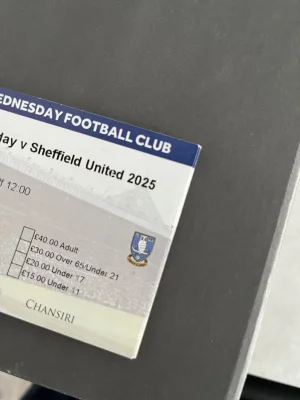 EDNESDAY FOOTBALL CLUB
day v Sheffield United 2025
12.00
£40.00 Adult
£30.00 Over 65/Under 21
£20.00 Under 17
£15.00 Under 11
CHANSIRI